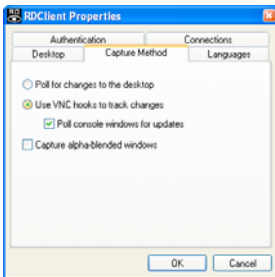 RDClient Properties
Authentication
Connections
Desktop
Capture Method
Languages
Poll for changes to the desktop
Use VNC hooks to track changes
Poll console windows for updates
Capture alpha-blended windows
OK
Cancel